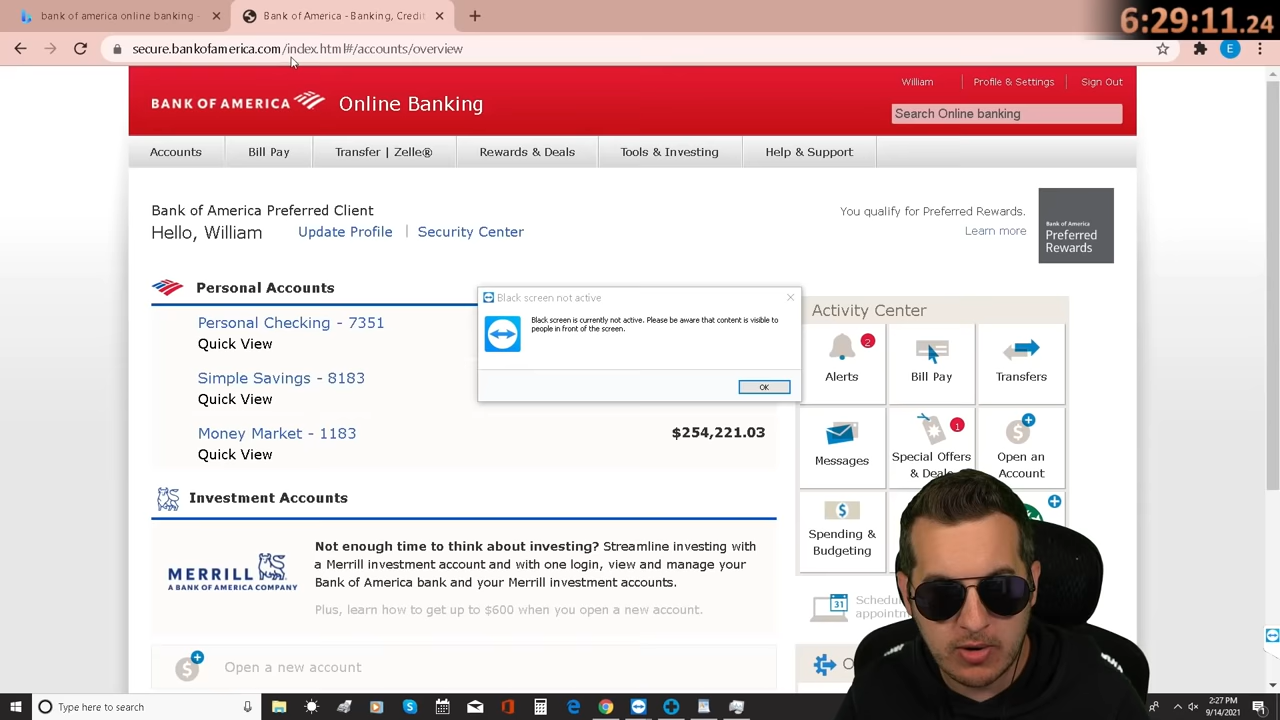 bank of america online banking -
Bank of America - Banking, Credit
6:29:11.24
secure.bankofamerica.com/index.html#/accounts/overview
E
William
Profile & Settings
Sign Out
BANK OF AMERICA
Online Banking
Search Online banking
Accounts
Bill Pay
Transfer | Zelle®
Rewards & Deals
Tools & Investing
Help & Support
Bank of America Preferred Client
Hello, William
Update Profile
Security Center
You qualify for Preferred Rewards.
Learn more
Bank of America
Preferred
Rewards
Personal Accounts
Personal Checking - 7351
Quick View
Simple Savings - 8183
Quick View
Money Market - 1183
$254,221.03
Quick View
Black screen not active
Black screen is currently not active. Please be aware that content is visible to
people in front of the screen.
OK
Activity Center
2
Alerts
Bill Pay
Transfers
1
Messages
Special Offers
& Deals
Open an
Account
Spending &
Budgeting
Investment Accounts
MERRILL
A BANK OF AMERICA COMPANY
Not enough time to think about investing? Streamline investing with
a Merrill investment account and with one login, view and manage your
Bank of America bank and your Merrill investment accounts.
Plus, learn how to get up to $600 when you open a new account.
31
Open a new account
Type here to search
2:27 PM
9/14/2021